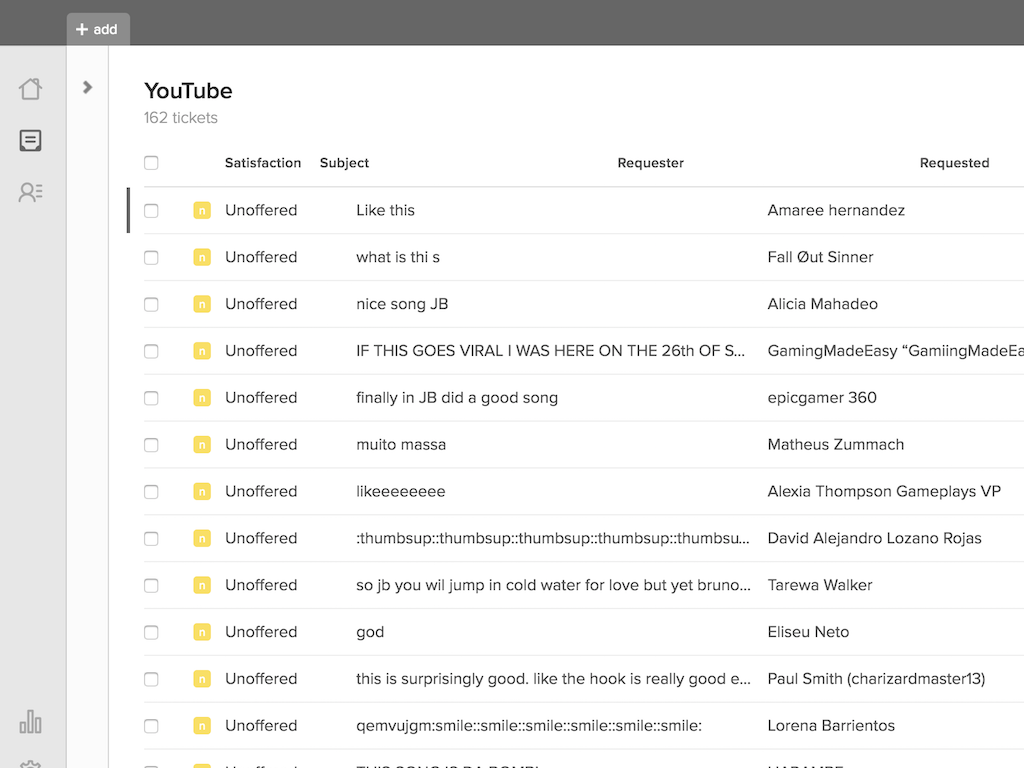 + add
YouTube
162 tickets
Satisfaction Subject Requester Requested
n Unoffered Like this Amaree hernandez
n Unoffered what is thi s Fall Øut Sinner
n Unoffered nice song JB Alicia Mahadeo
n Unoffered IF THIS GOES VIRAL I WAS HERE ON THE 26th OF S... GamingMadeEasy “GamiingMadeEa
n Unoffered finally in JB did a good song epicgamer 360
n Unoffered muito massa Matheus Zummach
n Unoffered likeeeeeeee Alexia Thompson Gameplays VP
n Unoffered :thumbsup::thumbsup::thumbsup::thumbsup::thumbsu... David Alejandro Lozano Rojas
n Unoffered so jb you wil jump in cold water for love but yet bruno... Tarewa Walker
n Unoffered god Eliseu Neto
n Unoffered this is surprisingly good. like the hook is really good e... Paul Smith (charizardmaster13)
n Unoffered qemvujgm:smile::smile::smile::smile::smile::smile: Lorena Barrientos